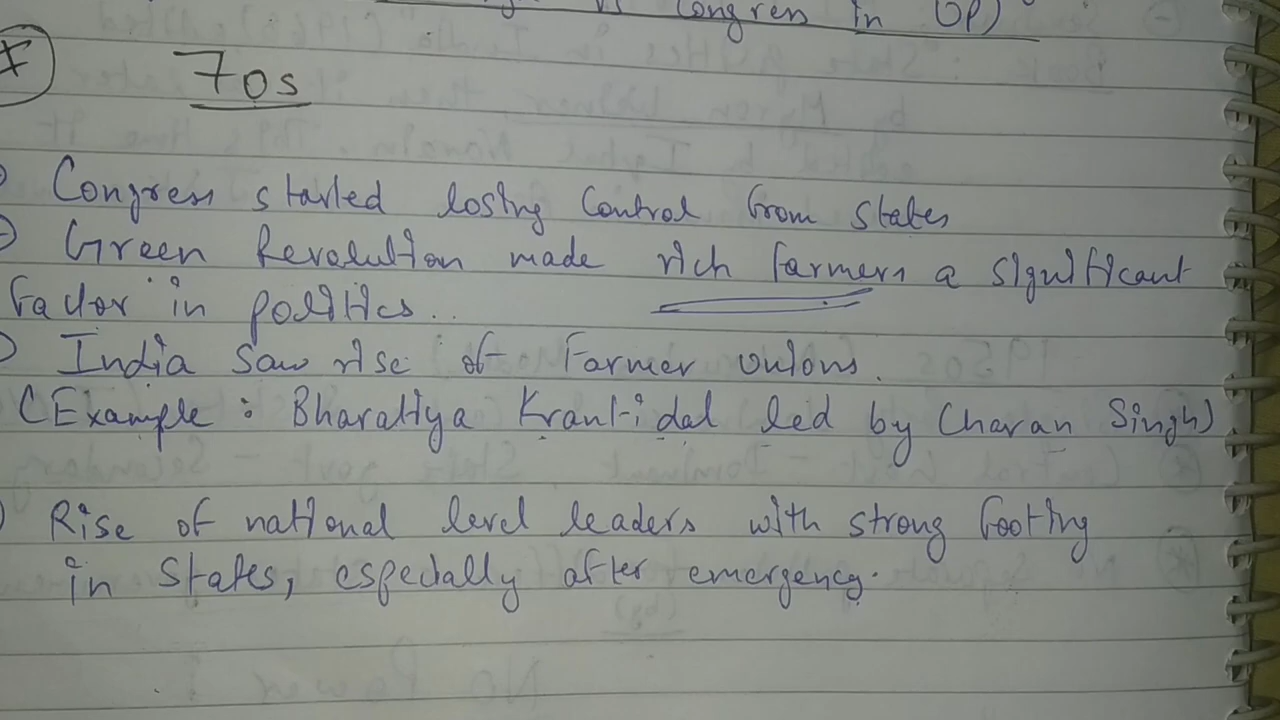 Congress in UP)
70s
Congress started losing control from states
Green Revolution made rich farmers a significant
factor in politics..
India saw rise of Farmer unions.
(Example : Bharatiya Kranti dal led by Charan Singh)
Rise of national level leaders with strong footing
in states, especially after emergency.